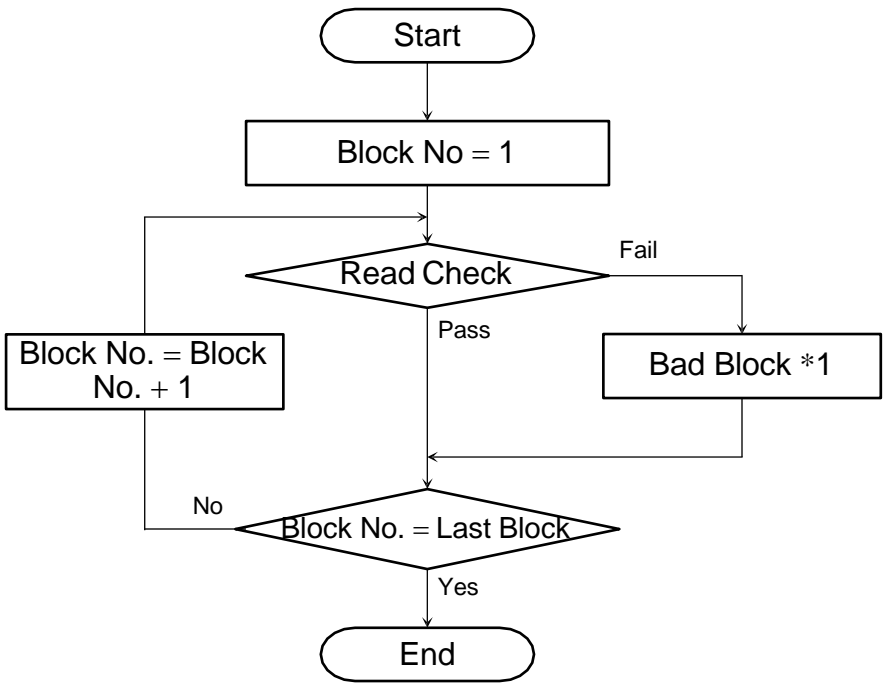 Start
Block No = 1
Read Check
Fail
Pass
Block No. = Block
No. + 1
Bad Block *1
No
Block No. = Last Block
Yes
End